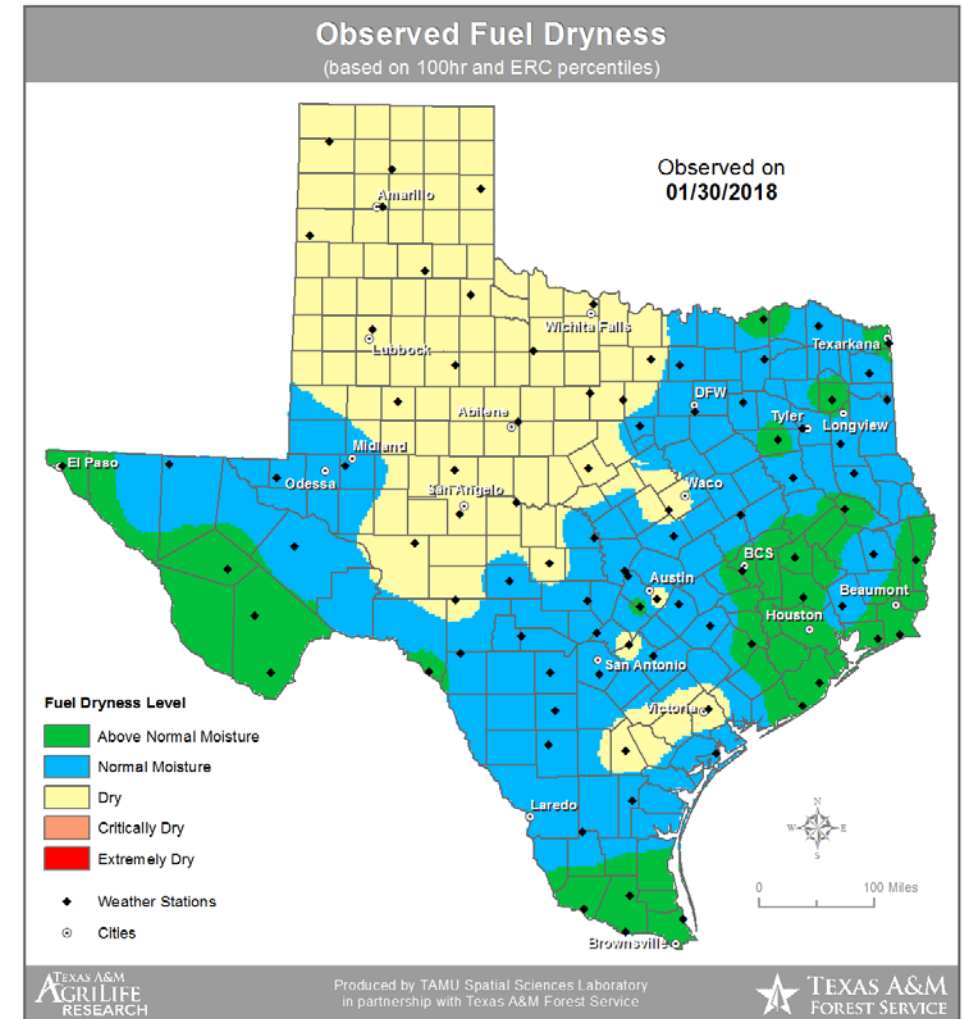 Observed Fuel Dryness
(based on 100hr and ERC percentiles)
Observed on
01/30/2018
Amarillo
Wichita Falls
Lubbock
Texarkana
DFW
Abilene
Tyler
Longview
Midland
El Paso
Odessa
San Angelo
Waco
BCS
Austin
Beaumont
Houston
San Antonio
Victoria
Laredo
Brownsville
Fuel Dryness Level
Above Normal Moisture
Normal Moisture
Dry
Critically Dry
Extremely Dry
Weather Stations
Cities
N
W E
S
0 100 Miles
TEXAS A&M
AGRILIFE
RESEARCH
Produced by TAMU Spatial Sciences Laboratory
in partnership with Texas A&M Forest Service
TEXAS A&M
FOREST SERVICE